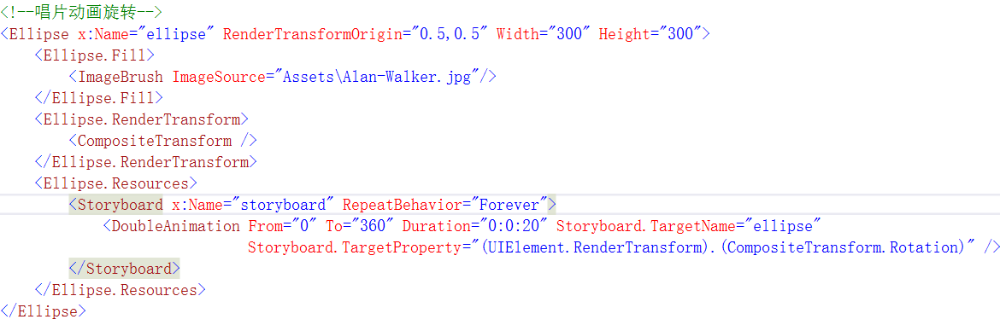 <!--唱片动画旋转-->
<Ellipse x:Name="ellipse" RenderTransformOrigin="0.5,0.5" Width="300" Height="300">
<Ellipse.Fill>
<ImageBrush ImageSource="Assets\Alan-Walker.jpg"/>
</Ellipse.Fill>
<Ellipse.RenderTransform>
<CompositeTransform />
</Ellipse.RenderTransform>
<Ellipse.Resources>
<Storyboard x:Name="storyboard" RepeatBehavior="Forever">
<DoubleAnimation From="0" To="360" Duration="0:0:20" Storyboard.TargetName="ellipse"
Storyboard.TargetProperty="(UIElement.RenderTransform).(CompositeTransform.Rotation)" />
</Storyboard>
</Ellipse.Resources>
</Ellipse>